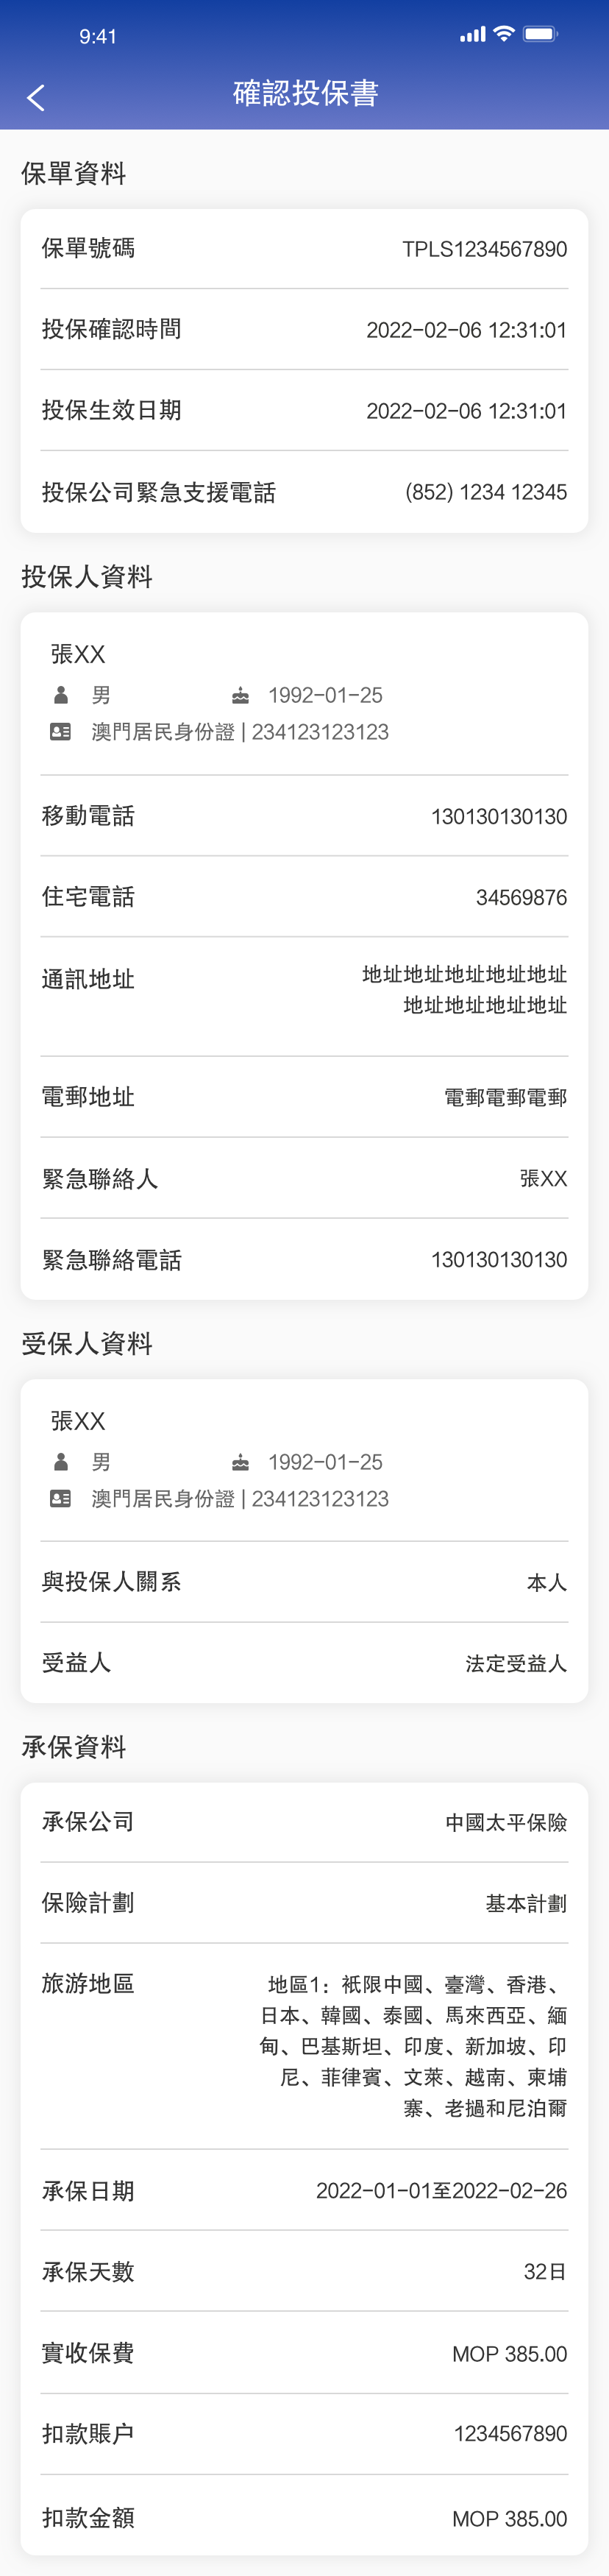 9:41
確認投保書
保單資料
保單號碼 TPLS1234567890
投保確認時間 2022-02-06 12:31:01
投保生效日期 2022-02-06 12:31:01
投保公司緊急支援電話 (852) 1234 12345
投保人資料
張XX
男 1992-01-25
澳門居民身份證 | 234123123123
移動電話 130130130130
住宅電話 34569876
通訊地址 地址地址地址地址地址
地址地址地址地址
電郵地址 電郵電郵電郵
緊急聯絡人 張XX
緊急聯絡電話 130130130130
受保人資料
張XX
男 1992-01-25
澳門居民身份證 | 234123123123
與投保人關系 本人
受益人 法定受益人
承保資料
承保公司 中國太平保險
保險計劃 基本計劃
旅游地區 地區1：衹限中國、臺灣、香港、
日本、韓國、泰國、馬來西亞、緬
甸、巴基斯坦、印度、新加坡、印
尼、菲律賓、文萊、越南、柬埔
寨、老撾和尼泊爾
承保日期 2022-01-01至2022-02-26
承保天數 32日
實收保費 MOP 385.00
扣款賬户 1234567890
扣款金額 MOP 385.00